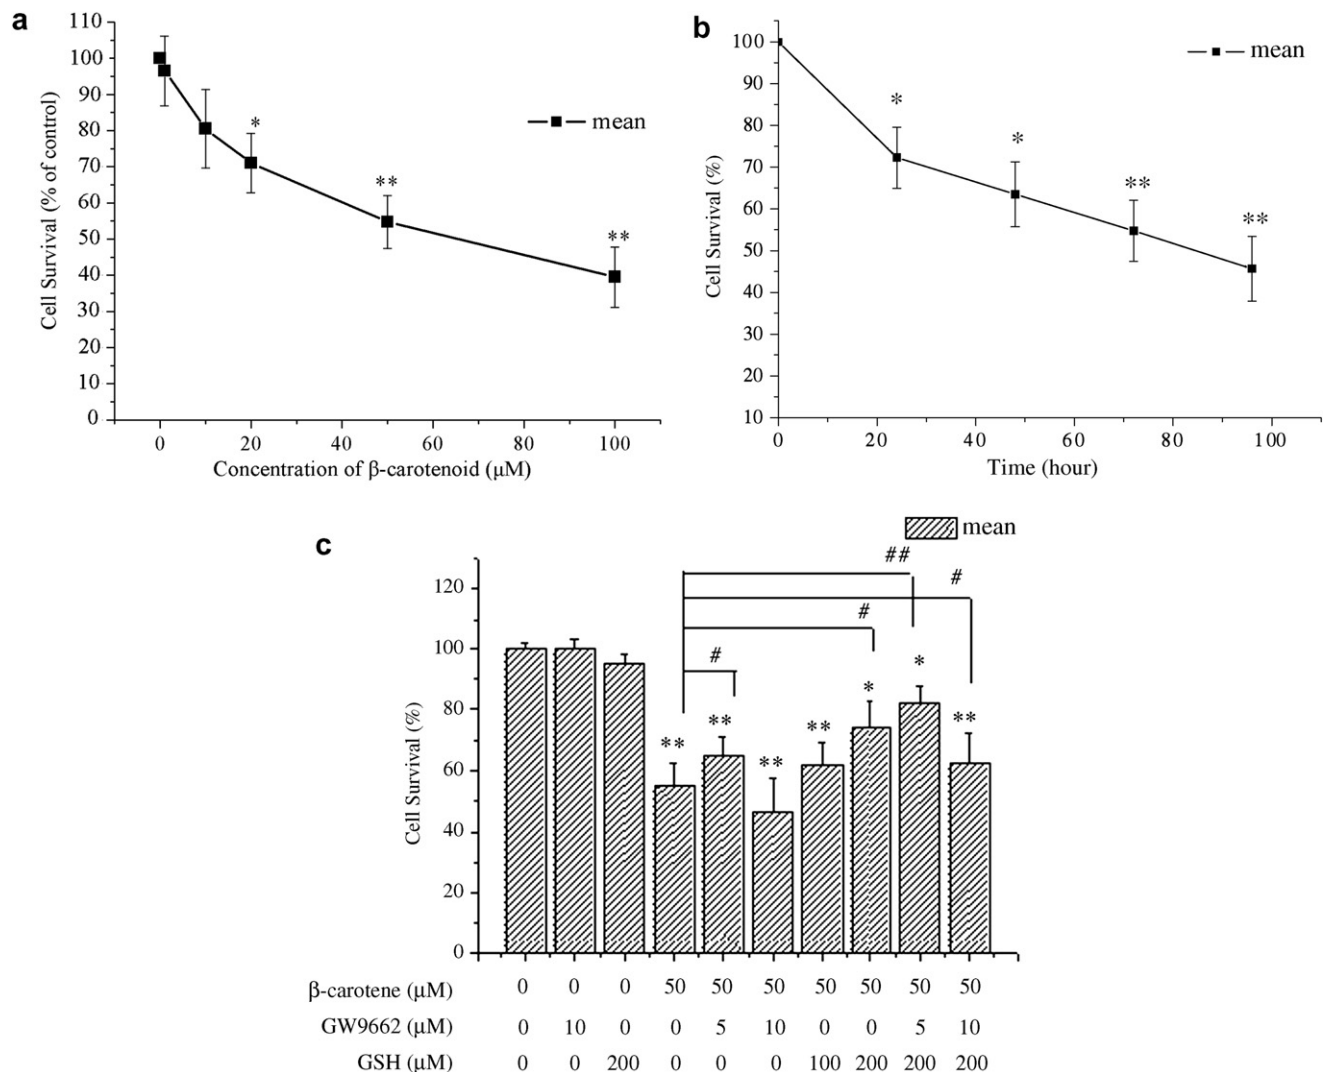 a
110
100
90
80
70
60
50
40
30
20
10
0
Cell Survival (% of control)
*
**
**
mean
0 20 40 60 80 100
Concentration of β-carotenoid (μM)
b
100
90
80
70
60
50
40
30
20
10
Cell Survival (%)
*
*
**
**
mean
0 20 40 60 80 100
Time (hour)
c
mean
##
#
#
#
120
100
80
60
40
20
0
Cell Survival (%)
** ** ** ** * * **
β-carotene (μM) 0 0 0 50 50 50 50 50 50 50
GW9662 (μM) 0 10 0 0 5 10 0 0 5 10
GSH (μM) 0 0 200 0 0 0 100 200 200 200